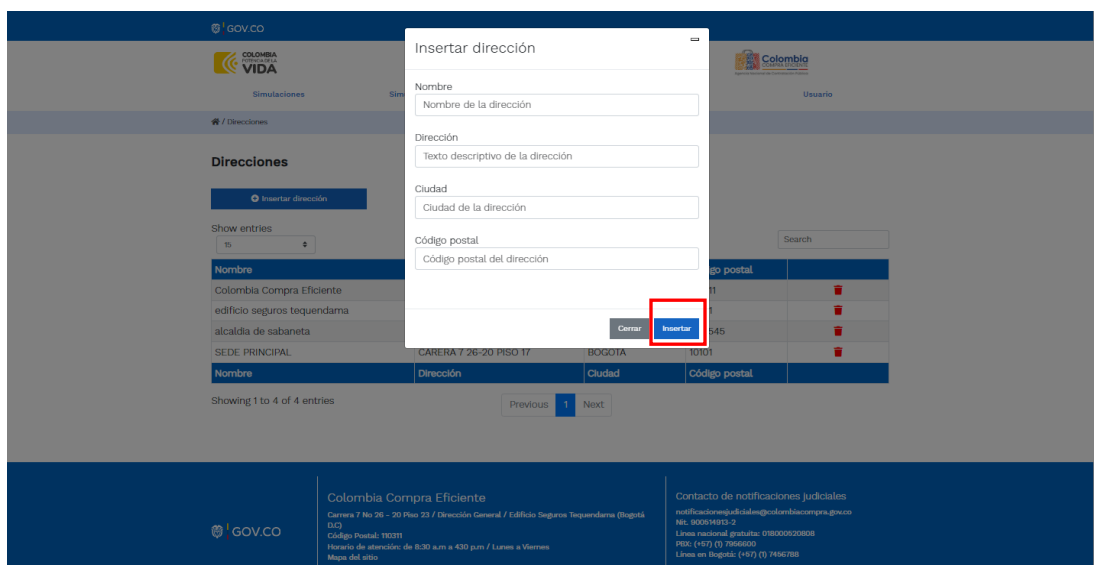 GOV.CO
COLOMBIA
POTENCIA DE LA
VIDA
Colombia
COMPRA EFICIENTE
Simulaciones
Usuario
/ Direcciones
Direcciones
Insertar dirección
Show entries
15
Search
Insertar dirección
Nombre
Nombre de la dirección
Dirección
Texto descriptivo de la dirección
Ciudad
Ciudad de la dirección
Código postal
Código postal del dirección
Cerrar Insertar
Nombre postal
Colombia Compra Eficiente
edificio seguros tequendama
alcaldia de sabaneta 545
SEDE PRINCIPAL CARERA 7 26-20 PISO 17 BOGOTA 10101
Nombre Dirección Ciudad Código postal
Showing 1 to 4 of 4 entries
Previous 1 Next
GOV.CO
Colombia Compra Eficiente
Carrera 7 No 26 – 20 Piso 23 / Dirección General / Edificio Seguros Tequendama (Bogotá
D.C)
Código Postal: 110311
Horario de atención: de 8:30 a.m a 430 p.m / Lunes a Viernes
Mapa del sitio
Contacto de notificaciones judiciales
notificacionesjudiciales@colombiacompra.gov.co
Nit. 900514913-2
Linea nacional gratuita: 018000520808
PBX: (+57) (1) 7956600
Linea en Bogotá: (+57) (1) 7456788